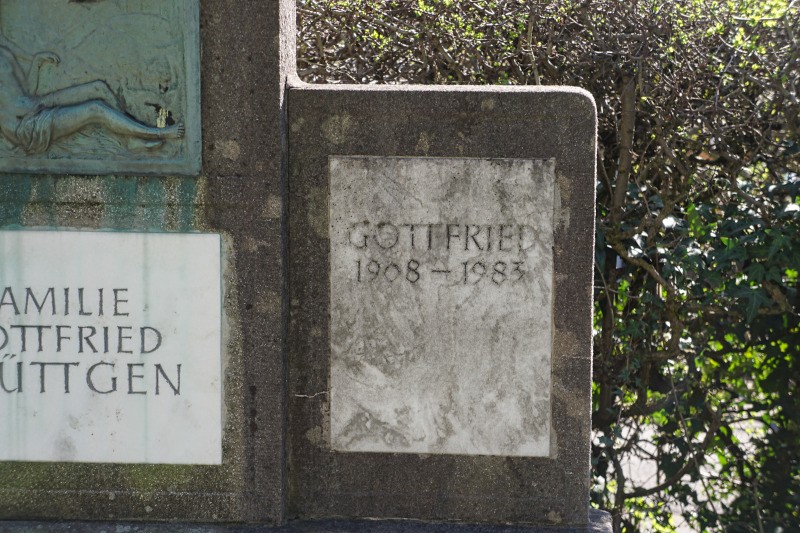 AMILIE
OTTFRIED
ÜTTGEN
GOTTFRIED
1908 – 1983